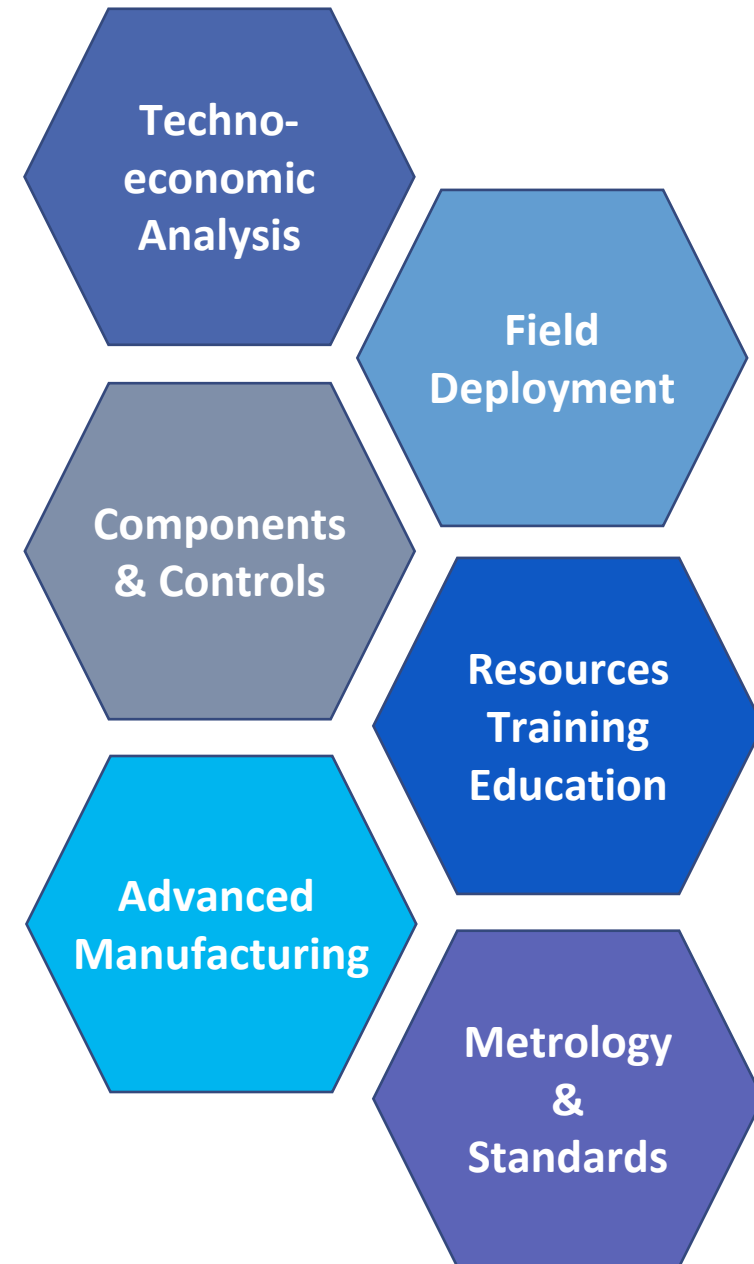 Techno-
economic
Analysis
Field
Deployment
Components
& Controls
Resources
Training
Education
Advanced
Manufacturing
Metrology
&
Standards